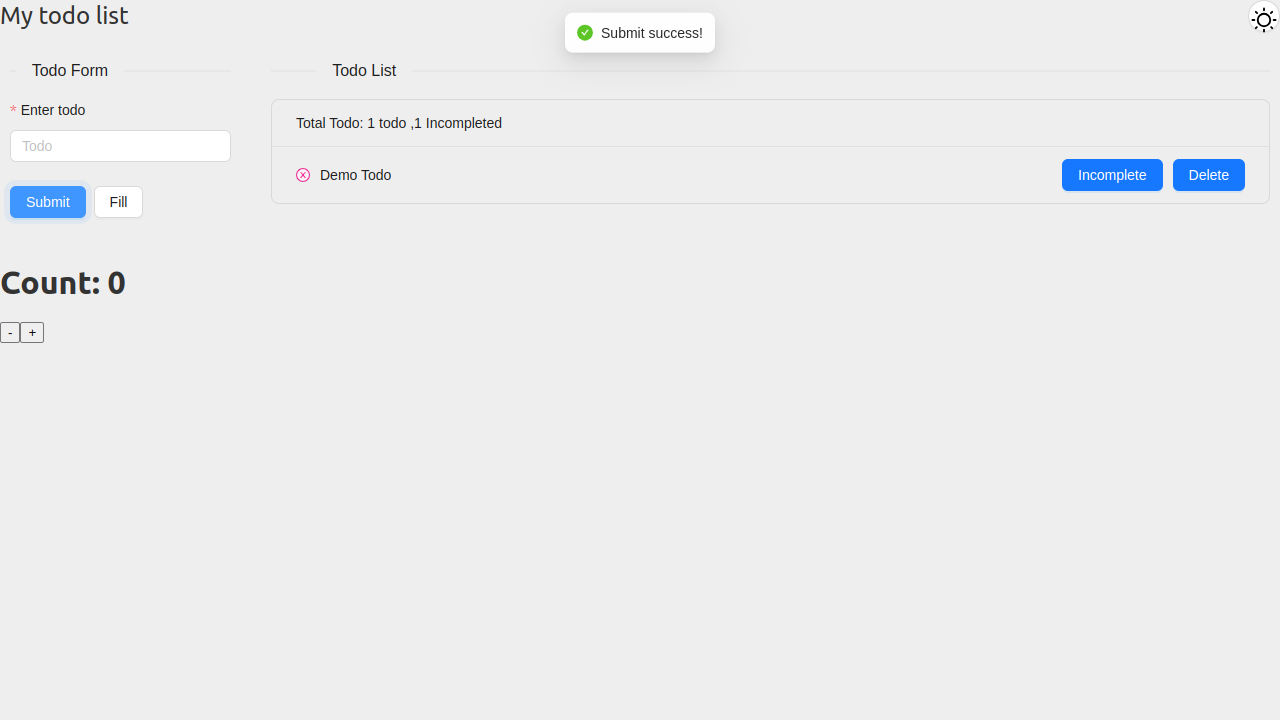 My todo list
Submit success!
Todo Form
* Enter todo
Todo
Submit
Fill
Todo List
Total Todo: 1 todo ,1 Incompleted
Demo Todo
Incomplete
Delete
Count: 0
-
+